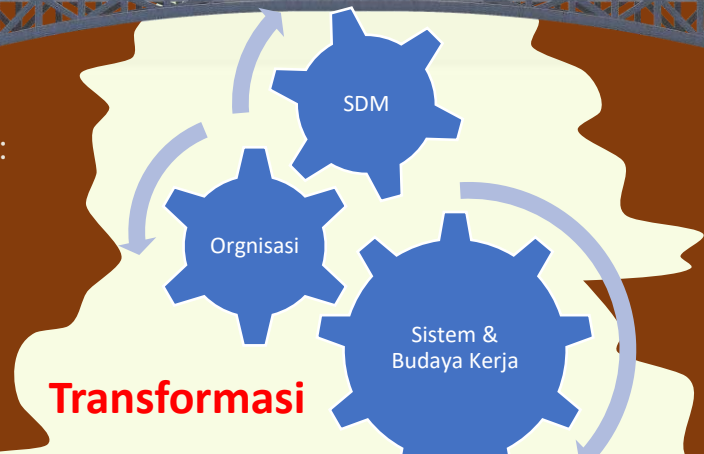 SDM
:
Orgnisasi
Sistem &
Budaya Kerja
Transformasi